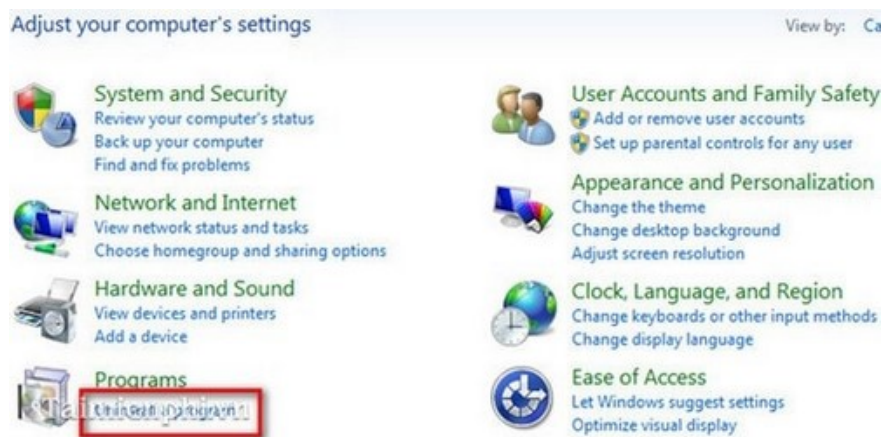 Adjust your computer's settings
View by: Ca
System and Security
Review your computer's status
Back up your computer
Find and fix problems
Network and Internet
View network status and tasks
Choose homegroup and sharing options
Hardware and Sound
View devices and printers
Add a device
Programs
Uninstall a program
Taimienphi.vn
User Accounts and Family Safety
Add or remove user accounts
Set up parental controls for any user
Appearance and Personalization
Change the theme
Change desktop background
Adjust screen resolution
Clock, Language, and Region
Change keyboards or other input methods
Change display language
Ease of Access
Let Windows suggest settings
Optimize visual display